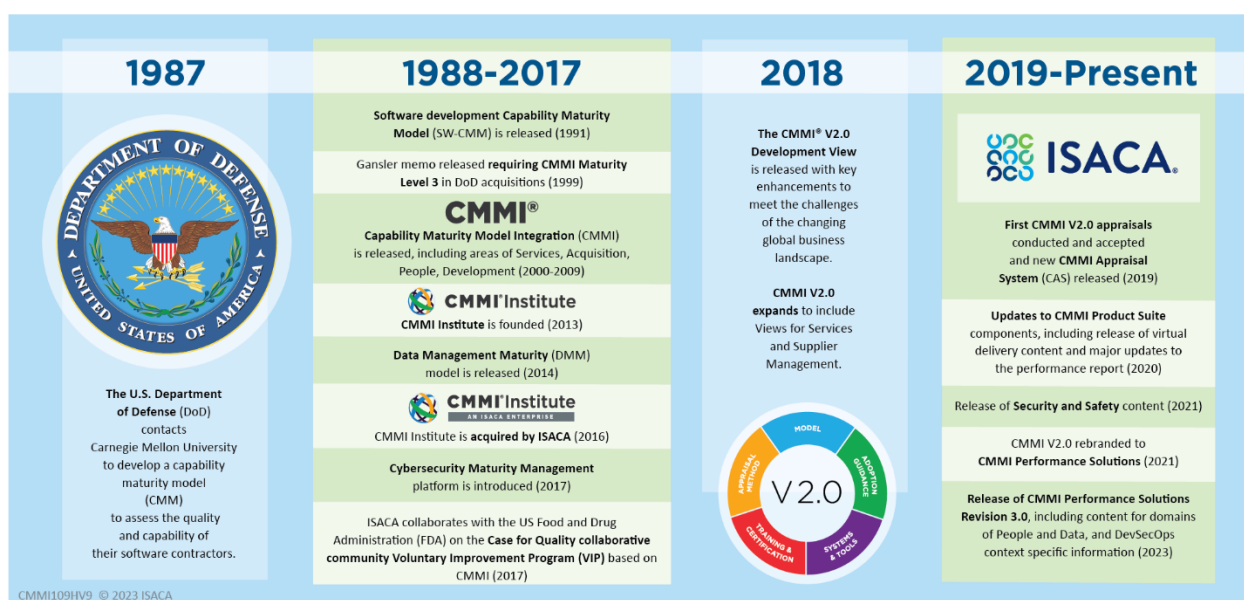 1987
DEPARTMENT OF DEFENSE
UNITED STATES OF AMERICA
The U.S. Department
of Defense (DoD)
contacts
Carnegie Mellon University
to develop a capability
maturity model
(CMM)
to assess the quality
and capability of
their software contractors.
1988-2017
Software development Capability Maturity
Model (SW-CMM) is released (1991)
Gansler memo released requiring CMMI Maturity
Level 3 in DoD acquisitions (1999)
CMMI®
Capability Maturity Model Integration (CMMI)
is released, including areas of Services, Acquisition,
People, Development (2000-2009)
CMMI® Institute
CMMI Institute is founded (2013)
Data Management Maturity (DMM)
model is released (2014)
CMMI® Institute
AN ISACA ENTERPRISE
CMMI Institute is acquired by ISACA (2016)
Cybersecurity Maturity Management
platform is introduced (2017)
ISACA collaborates with the US Food and Drug
Administration (FDA) on the Case for Quality collaborative
community Voluntary Improvement Program (VIP) based on
CMMI (2017)
2018
The CMMI® V2.0
Development View
is released with key
enhancements to
meet the challenges
of the changing
global business
landscape.
CMMI V2.0
expands to include
Views for Services
and Supplier
Management.
MODEL
ADOPTION
GUIDANCE
SYSTEMS
& TOOLS
TRAINING &
CERTIFICATION
APPRAISAL
METHOD
V 2.0
2019-Present
ISACA®
First CMMI V2.0 appraisals
conducted and accepted
and new CMMI Appraisal
System (CAS) released (2019)
Updates to CMMI Product Suite
components, including release of virtual
delivery content and major updates to
the performance report (2020)
Release of Security and Safety content (2021)
CMMI V2.0 rebranded to
CMMI Performance Solutions (2021)
Release of CMMI Performance Solutions
Revision 3.0, including content for domains
of People and Data, and DevSecOps
context specific information (2023)
CMMI109HV9 © 2023 ISACA